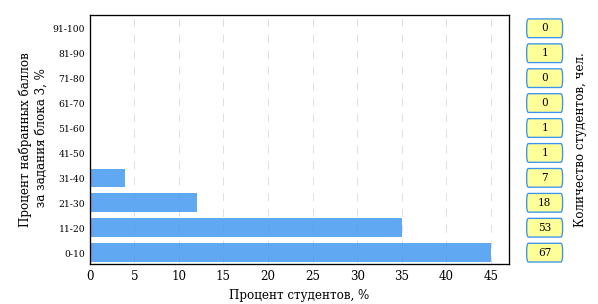 Процент набранных баллов
за задания блока 3, %
91-100 0
81-90 1
71-80 0
61-70 0
51-60 1
41-50 1
31-40 7
21-30 18
11-20 53
0-10 67
0 5 10 15 20 25 30 35 40 45
Процент студентов, %
Количество студентов, чел.